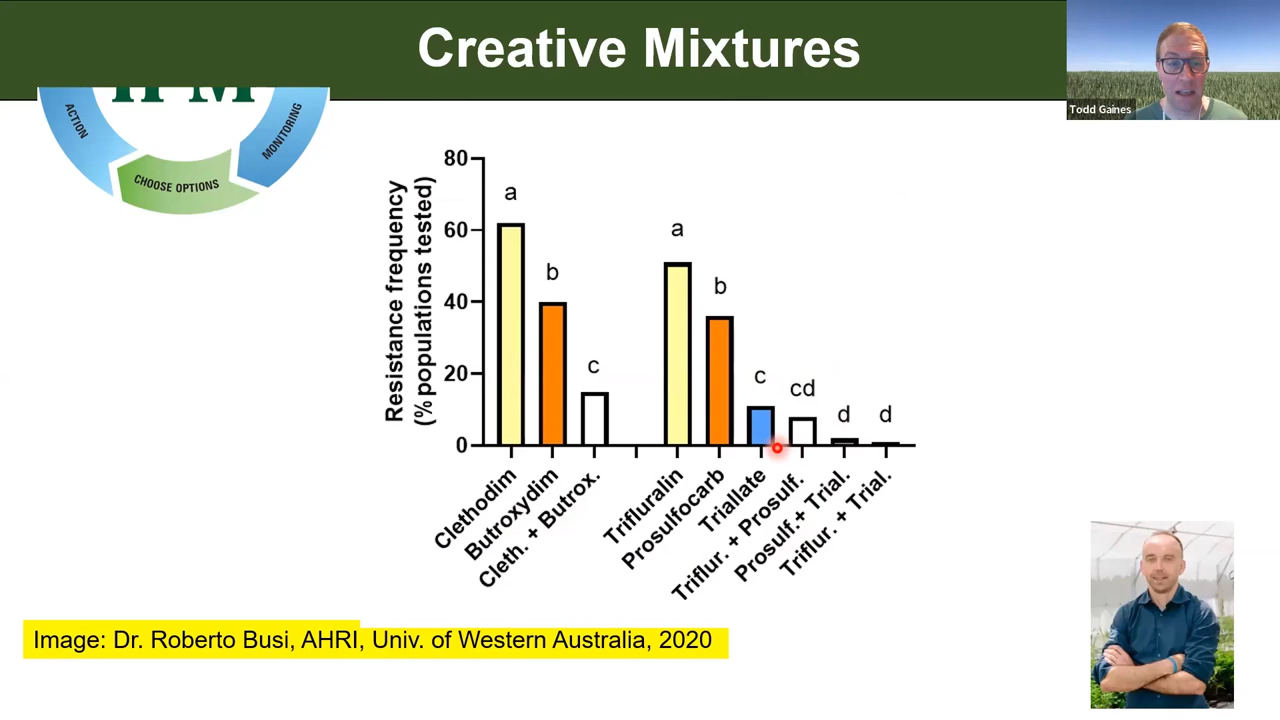 Creative Mixtures
Todd Gaines
IPM
ACTION
MONITORING
CHOOSE OPTIONS
Resistance frequency
(% populations tested)
80
60
40
20
0
a
b
c
a
b
c
cd
d
d
Clethodim
Butroxydim
Cleth. + Butrox.
Trifluralin
Prosulfocarb
Triallate
Triflur. + Prosulf.
Prosulf.+ Trial.
Triflur. + Trial.
Image: Dr. Roberto Busi, AHRI, Univ. of Western Australia, 2020